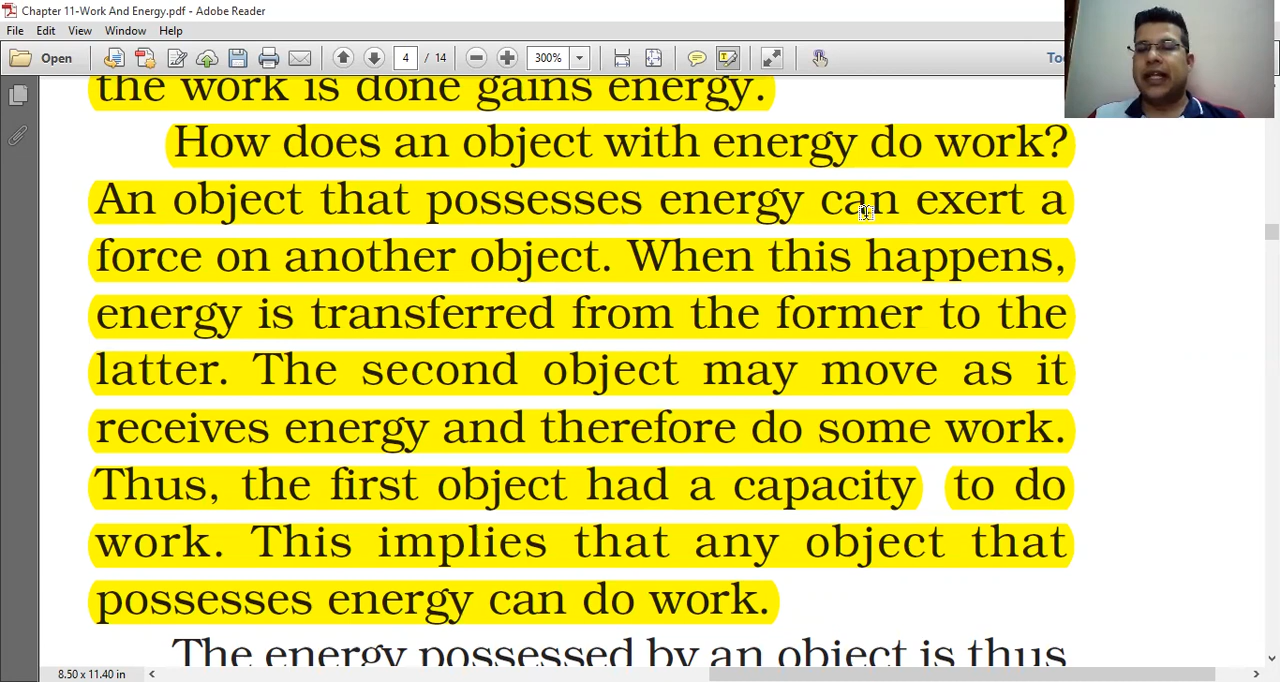 Chapter 11-Work And Energy.pdf - Adobe Reader
File Edit View Window Help
Open 4 / 14 300%
the work is done gains energy.
How does an object with energy do work?
An object that possesses energy can exert a
force on another object. When this happens,
energy is transferred from the former to the
latter. The second object may move as it
receives energy and therefore do some work.
Thus, the first object had a capacity to do
work. This implies that any object that
possesses energy can do work.
The energy possessed by an object is thus
8.50 x 11.40 in